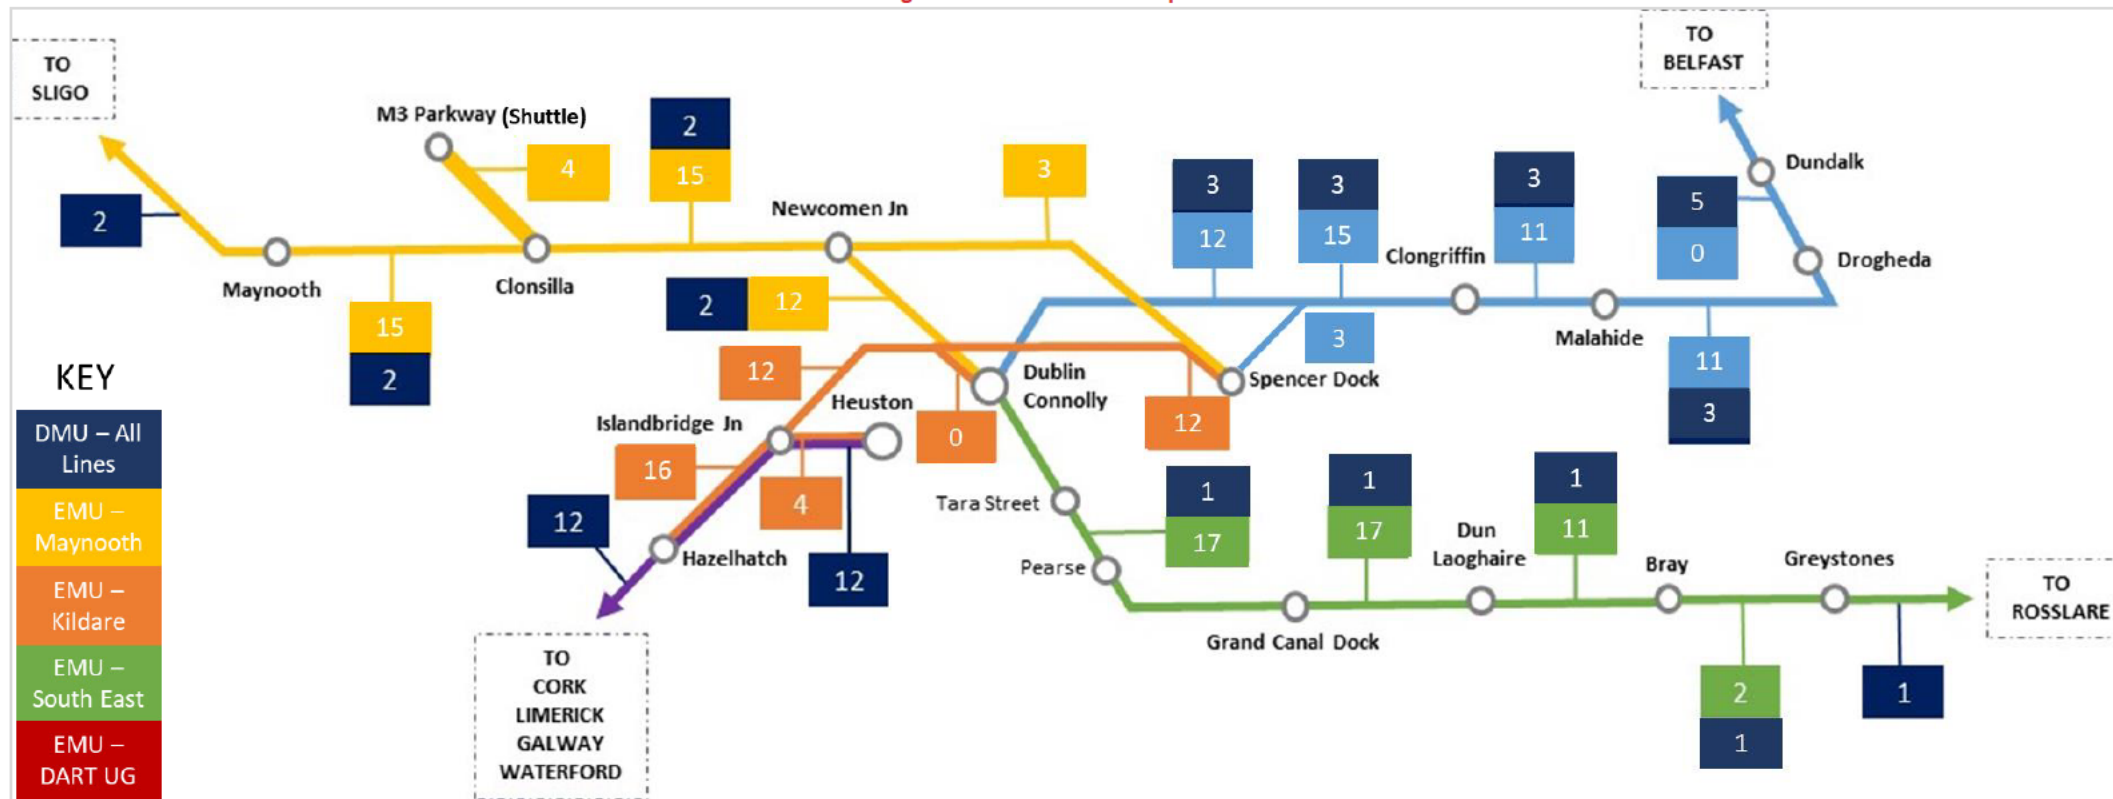 TO
SLIGO
M3 Parkway (Shuttle)
4
2
15
3
TO
BELFAST
2
Newcomen Jn
3
12
3
15
3
11
Clongriffin
5
0
Dundalk
Drogheda
Maynooth
Clonsilla
15
2
2
12
3
Malahide
11
3
12
Heuston
Dublin
Connolly
Spencer Dock
Islandbridge Jn
0
12
16
4
12
Hazelhatch
12
Tara Street
Pearse
1
17
1
17
1
11
Dun
Laoghaire
Bray
Greystones
TO
ROSSLARE
Grand Canal Dock
2
1
1
TO
CORK
LIMERICK
GALWAY
WATERFORD
KEY
DMU – All
Lines
EMU –
Maynooth
EMU –
Kildare
EMU –
South East
EMU –
DART UG